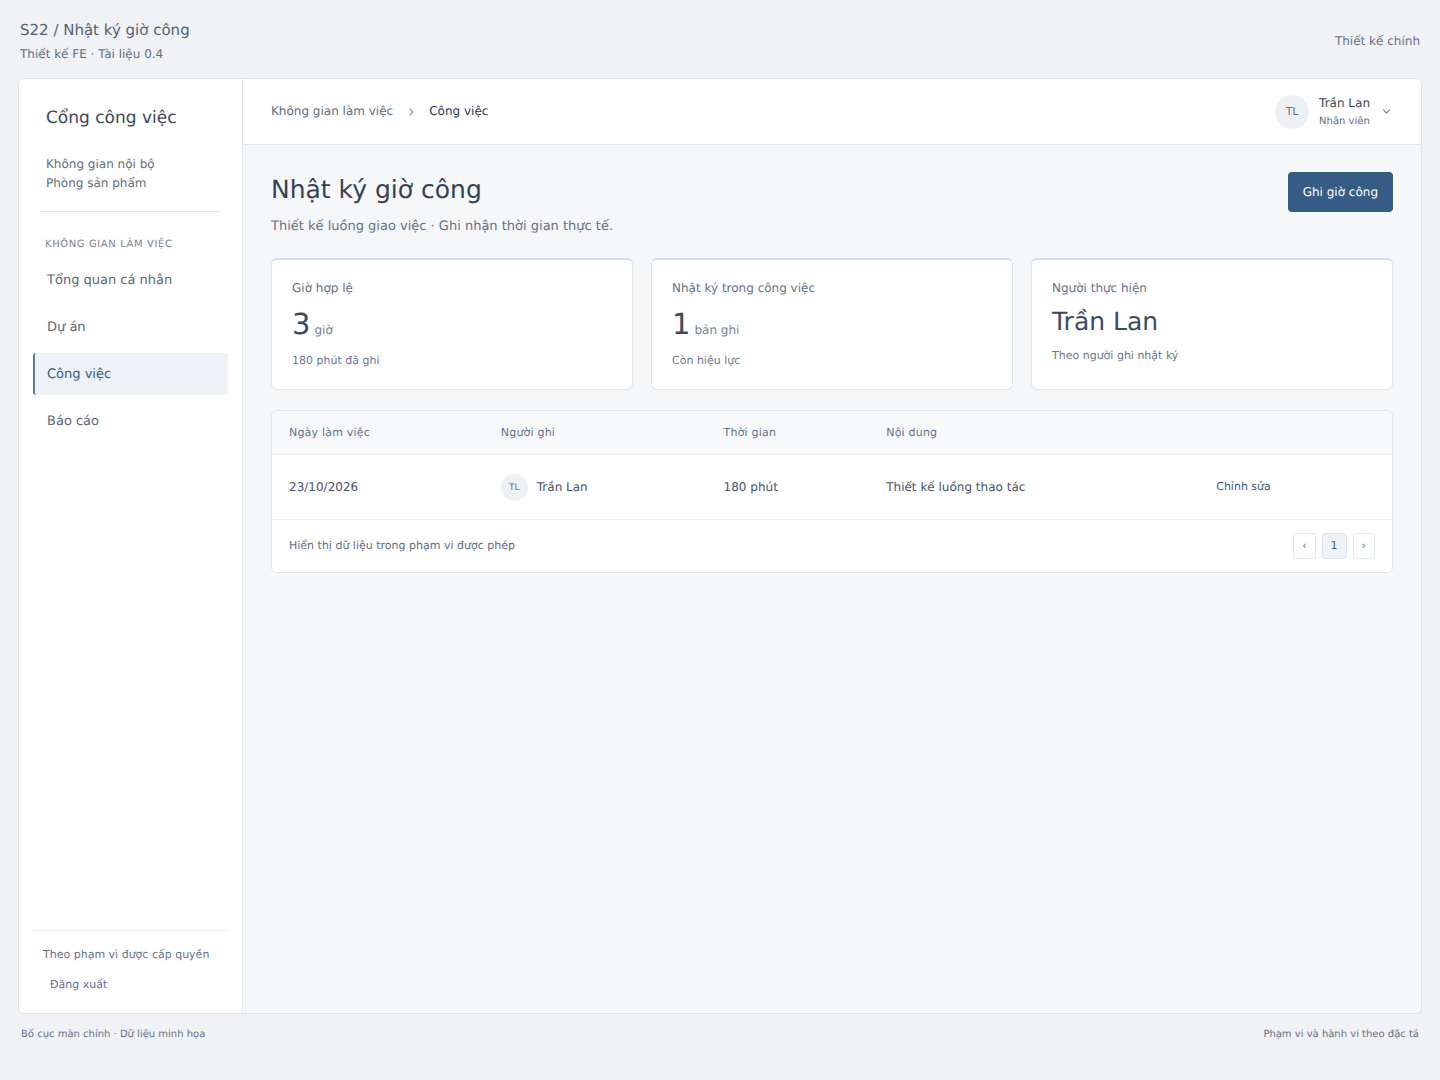 S22 / Nhật ký giờ công
Thiết kế FE · Tài liệu 0.4
Thiết kế chính
Cổng công việc
Không gian nội bộ
Phòng sản phẩm
KHÔNG GIAN LÀM VIỆC
Tổng quan cá nhân
Dự án
Công việc
Báo cáo
Theo phạm vi được cấp quyền
Đăng xuất
Không gian làm việc > Công việc
TL
Trần Lan
Nhân viên
Nhật ký giờ công
Thiết kế luồng giao việc · Ghi nhận thời gian thực tế.
Ghi giờ công
Giờ hợp lệ
3 giờ
180 phút đã ghi
Nhật ký trong công việc
1 bản ghi
Còn hiệu lực
Người thực hiện
Trần Lan
Theo người ghi nhật ký
Ngày làm việc Người ghi Thời gian Nội dung
23/10/2026 TL Trần Lan 180 phút Thiết kế luồng thao tác Chỉnh sửa
Hiển thị dữ liệu trong phạm vi được phép
‹ 1 ›
Bố cục màn chính · Dữ liệu minh họa
Phạm vi và hành vi theo đặc tả